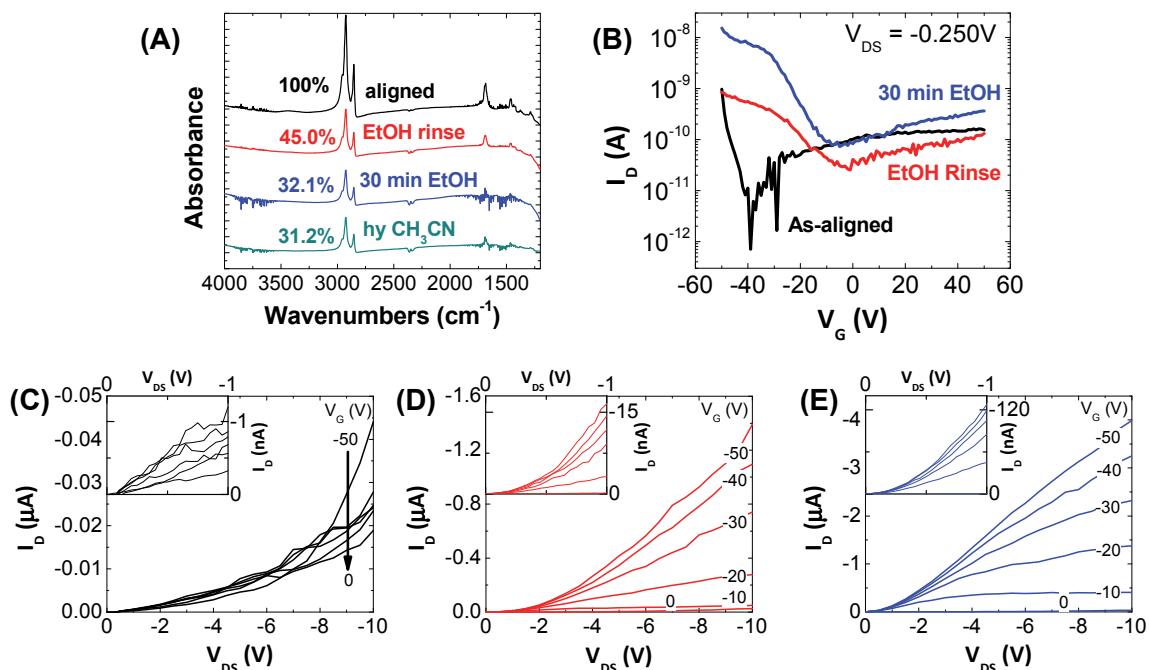 (A)
100%
aligned
45.0%
EtOH rinse
32.1%
30 min EtOH
31.2%
hy CH3CN
Absorbance
4000 3500 3000 2500 2000 1500
Wavenumbers (cm-1)
(B)
VDS = -0.250V
30 min EtOH
EtOH Rinse
As-aligned
10-8
10-9
10-10
10-11
10-12
ID (A)
-60 -40 -20 0 20 40 60
VG (V)
(C)
0 VDS (V) -1
-1
0
ID (nA)
VG (V)
-50
0
-0.05
-0.04
-0.03
-0.02
-0.01
0.00
ID (µA)
0 -2 -4 -6 -8 -10
VDS (V)
(D)
0 VDS (V) -1
-15
0
ID (nA)
VG (V)
-50
-40
-30
-20
-10
0
-1.6
-1.2
-0.8
-0.4
0.0
ID (µA)
0 -2 -4 -6 -8 -10
VDS (V)
(E)
0 VDS (V) -1
-120
0
ID (nA)
VG (V)
-50
-40
-30
-20
-10
0
-4
-3
-2
-1
0
ID (µA)
0 -2 -4 -6 -8 -10
VDS (V)